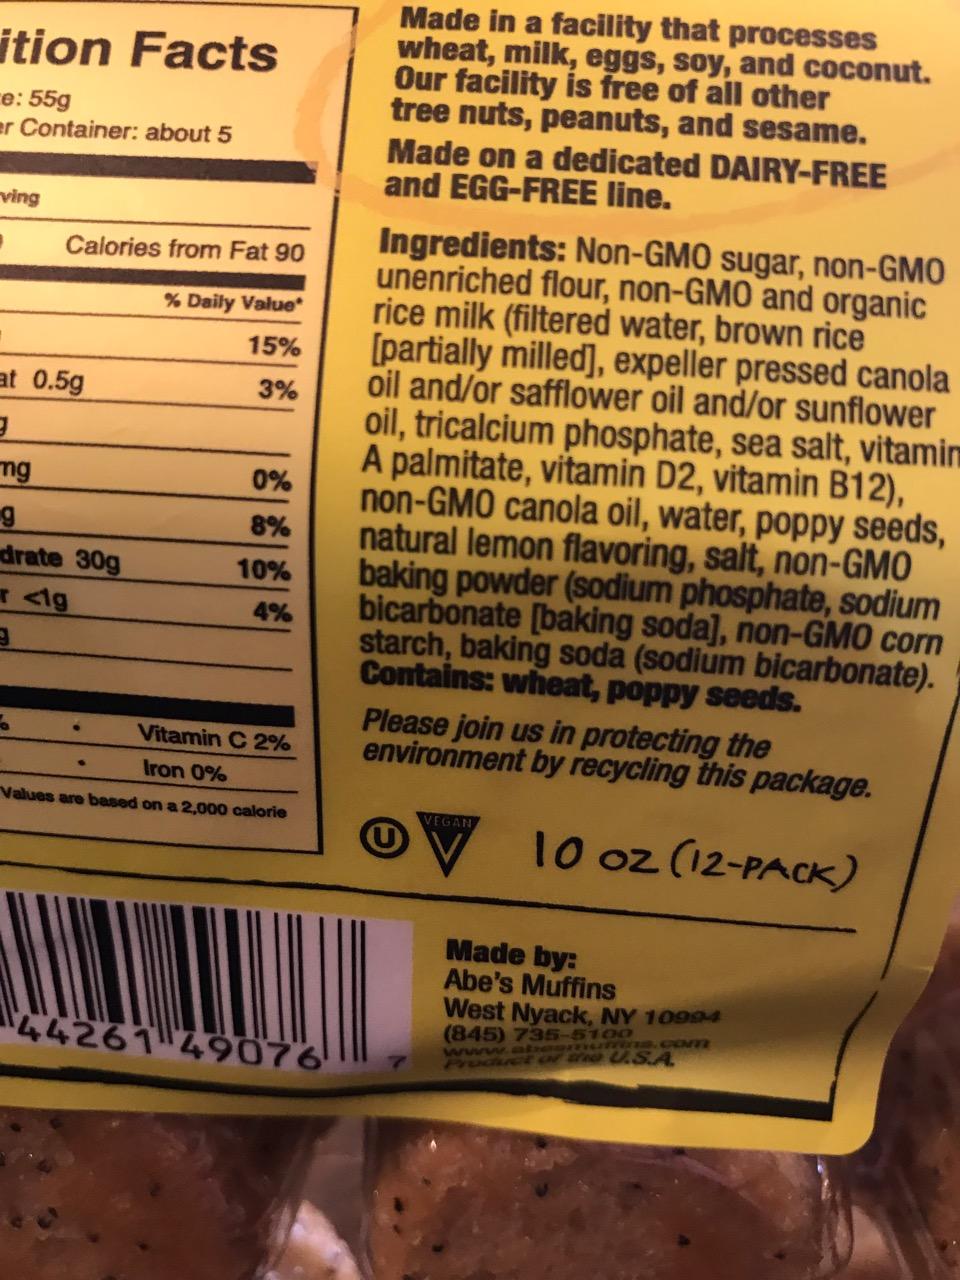 ition Facts
e: 55g
er Container: about 5
ving
Calories from Fat 90
% Daily Value*
15%
at 0.5g 3%
g
mg 0%
g 8%
drate 30g 10%
r <1g 4%
g
% • Vitamin C 2%
• Iron 0%
Values are based on a 2,000 calorie
Made in a facility that processes
wheat, milk, eggs, soy, and coconut.
Our facility is free of all other
tree nuts, peanuts, and sesame.
Made on a dedicated DAIRY-FREE
and EGG-FREE line.
Ingredients: Non-GMO sugar, non-GMO
unenriched flour, non-GMO and organic
rice milk (filtered water, brown rice
[partially milled], expeller pressed canola
oil and/or safflower oil and/or sunflower
oil, tricalcium phosphate, sea salt, vitamin
A palmitate, vitamin D2, vitamin B12),
non-GMO canola oil, water, poppy seeds,
natural lemon flavoring, salt, non-GMO
baking powder (sodium phosphate, sodium
bicarbonate [baking soda], non-GMO corn
starch, baking soda (sodium bicarbonate).
Contains: wheat, poppy seeds.
Please join us in protecting the
environment by recycling this package.
U VEGAN V 10 OZ (12-PACK)
44261 49076 7
Made by:
Abe's Muffins
West Nyack, NY 10994
(845) 735-5100
www.abesmuffins.com
Product of the U.S.A.